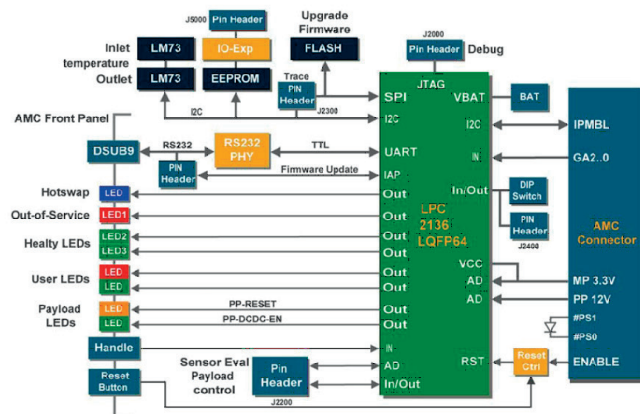 J5000
Pin Header
Upgrade
Firmware
J2000
Inlet
temperature
Outlet
LM73
IO-Exp
FLASH
Pin Header
Debug
LM73
EEPROM
Trace
PIN
Header
JTAG
I2C
J2300
SPI
VBAT
BAT
AMC Front Panel
I2C
I2C
IPMBL
DSUB9
RS232
RS232
PHY
TTL
UART
IN
GA2..0
PIN
Header
Firmware Update
IAP
Hotswap
LED
Out
In/Out
DIP
Switch
Out-of-Service
LED1
Out
LPC
2136
LQFP64
PIN
Header
J2400
AMC
Connector
Healty LEDs
LED2
LED3
Out
Out
User LEDs
LED
LED
Out
Out
VCC
AD
MP 3.3V
Payload
LEDs
LED
LED
PP-RESET
PP-DCDC-EN
Out
Out
AD
PP 12V
#PS1
#PS0
Handle
IN
Reset
Button
Sensor Eval
Payload
control
Pin
Header
AD
In/Out
RST
Reset
Ctrl
ENABLE
J2200